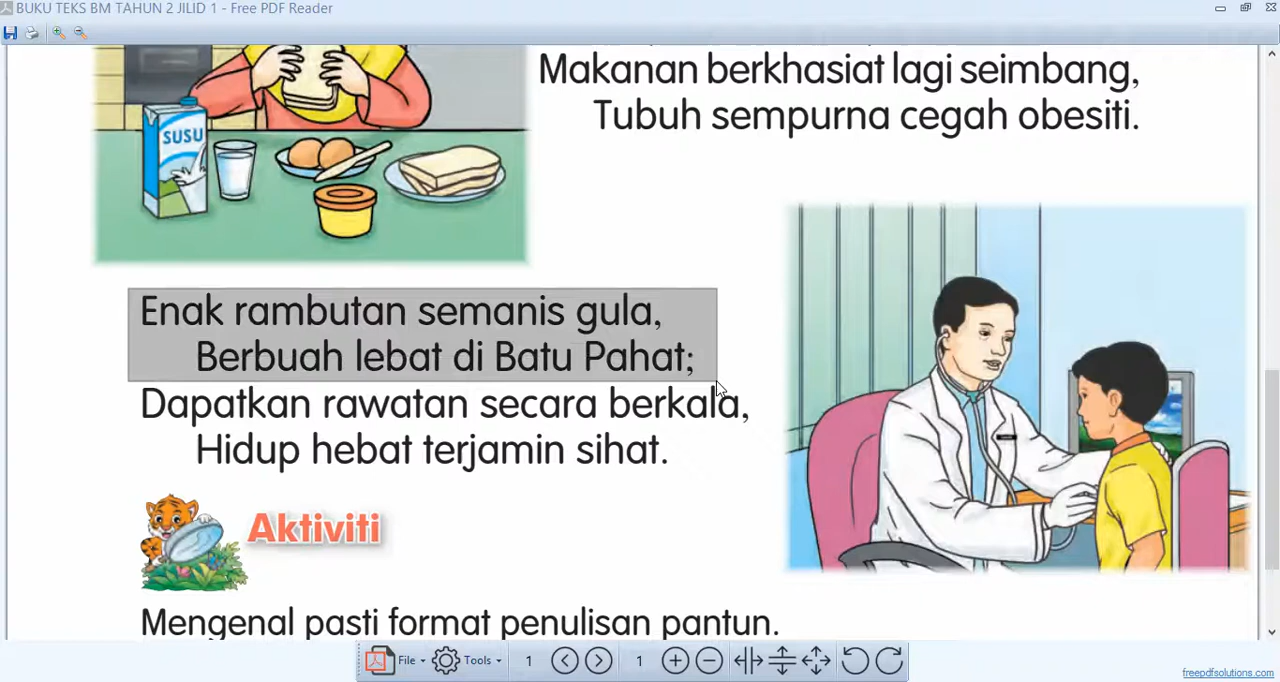 BUKU TEKS BM TAHUN 2 JILID 1 - Free PDF Reader
Makanan berkhasiat lagi seimbang,
Tubuh sempurna cegah obesiti.
SUSU
Enak rambutan semanis gula,
Berbuah lebat di Batu Pahat;
Dapatkan rawatan secara berkala,
Hidup hebat terjamin sihat.
Aktiviti
Mengenal pasti format penulisan pantun.
File Tools 1 1
freepdfsolutions.com